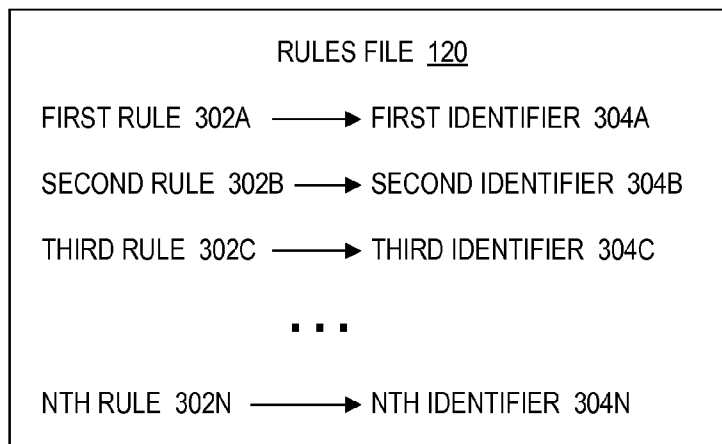 RULES FILE 120
FIRST RULE 302A FIRST IDENTIFIER 304A
SECOND RULE 302B SECOND IDENTIFIER 304B
THIRD RULE 302C THIRD IDENTIFIER 304C
...
NTH RULE 302N NTH IDENTIFIER 304N